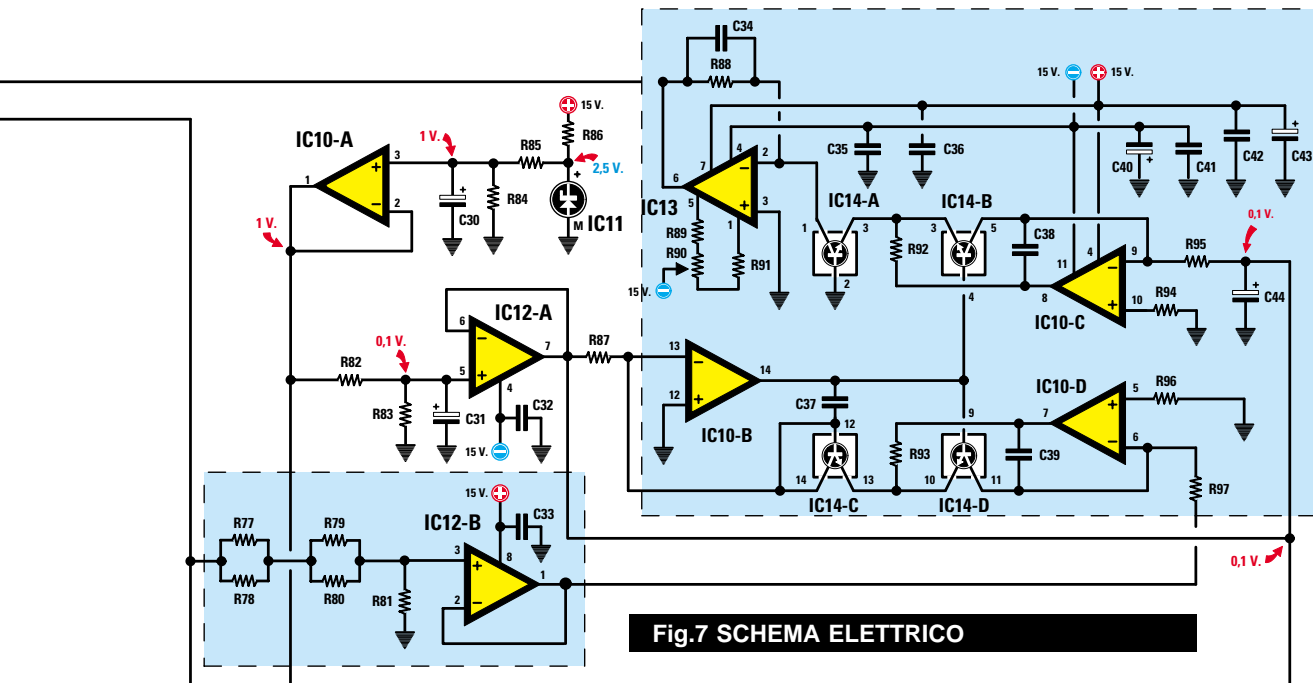 C34
R88
15 V.
15 V.
15 V.
R86
IC10-A
1 V.
R85
3
1
2
2,5 V.
R84
C30
M
IC11
1 V.
7
4
2
6
3
5
1
IC13
R89
R90
R91
15 V.
C35
C36
C40
C41
C42
C43
IC14-A
IC14-B
1
3
2
R92
3
5
4
C38
11
4
9
8
10
IC10-C
R95
R94
0,1 V.
C44
IC12-A
6
7
5
4
0,1 V.
R82
R83
C31
C32
15 V.
R87
13
14
12
IC10-B
C37
12
14
13
IC14-C
R93
9
10
11
IC14-D
C39
IC10-D
7
5
6
R96
R97
0,1 V.
15 V.
C33
IC12-B
R77
R78
R79
R80
R81
3
8
1
2
Fig.7 SCHEMA ELETTRICO